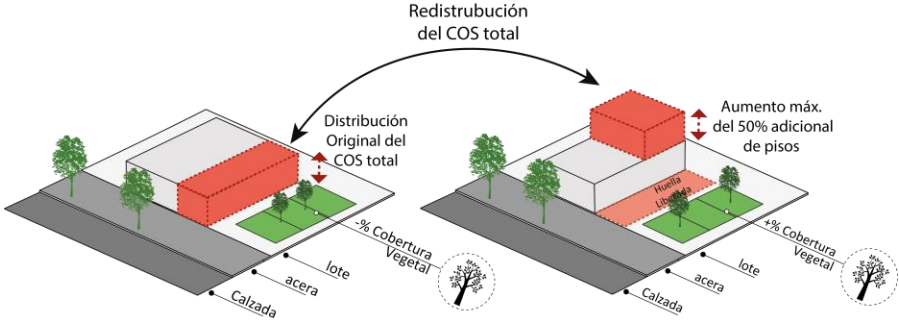 Redistrubución
del COS total
Distribución
Original del
COS total
-% Cobertura
Vegetal
lote
acera
Calzada
Aumento máx.
del 50% adicional
de pisos
Huella
Liberada
+% Cobertura
Vegetal
lote
acera
Calzada